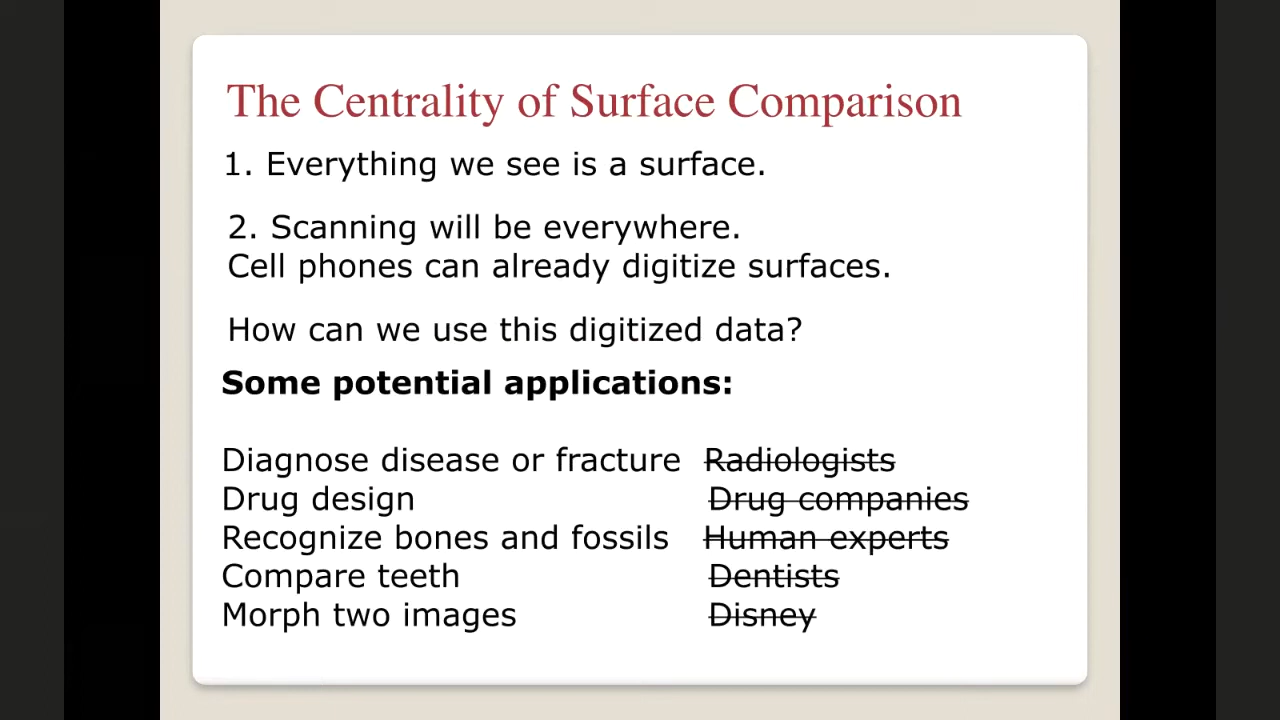 The Centrality of Surface Comparison
1. Everything we see is a surface.
2. Scanning will be everywhere.
Cell phones can already digitize surfaces.
How can we use this digitized data?
Some potential applications:
Diagnose disease or fracture Radiologists
Drug design Drug companies
Recognize bones and fossils Human experts
Compare teeth Dentists
Morph two images Disney